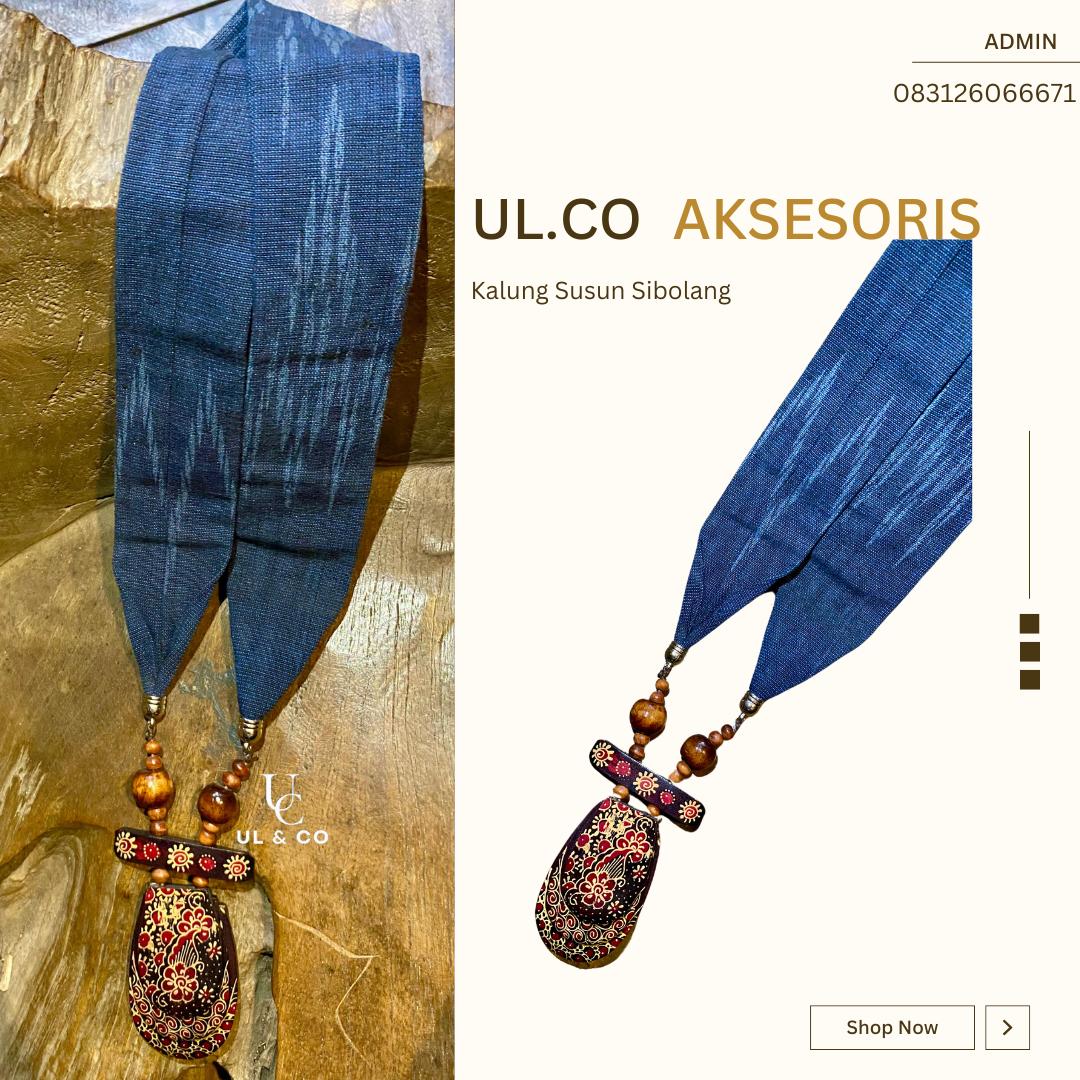 ADMIN
083126066671
UL.CO AKSESORIS
Kalung Susun Sibolang
UC
UL & CO
Shop Now